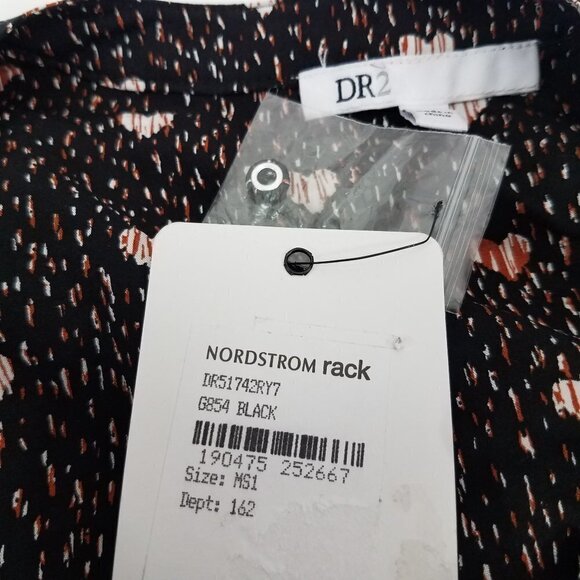 DR2
NORDSTROM rack
DR51742RY7
G854 BLACK
190475 252667
Size: MS1
Dept: 162